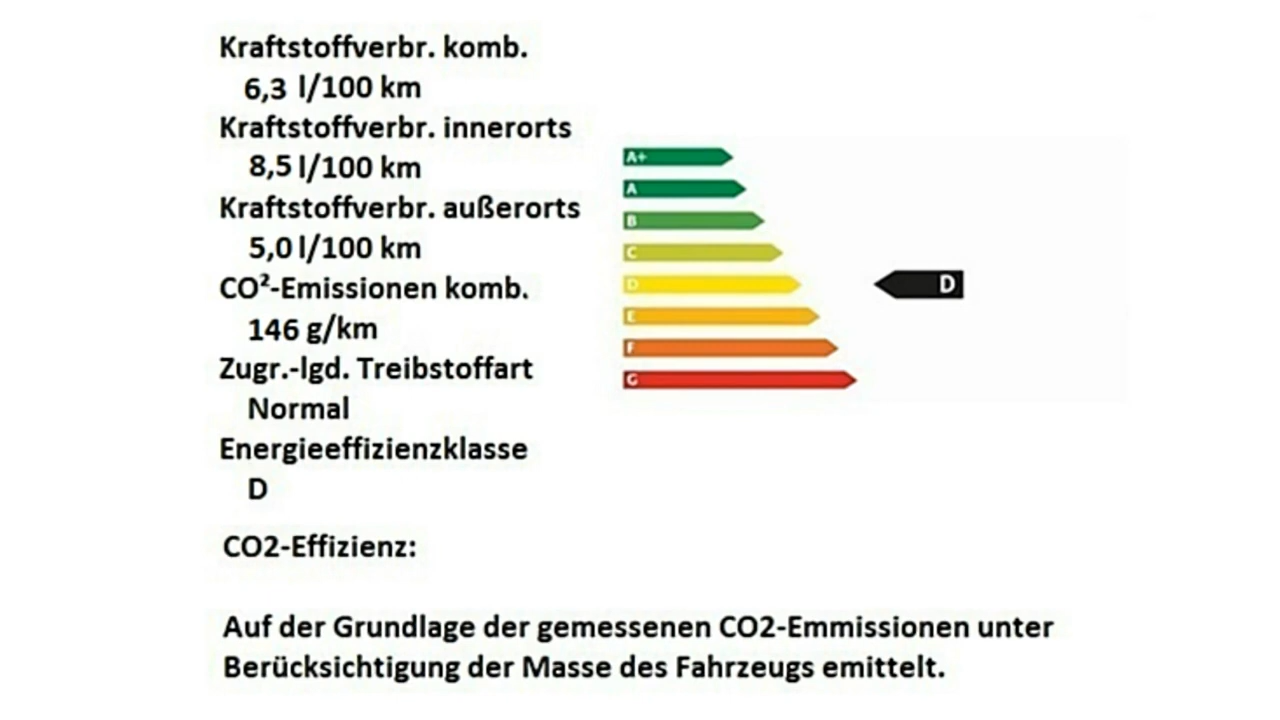 Kraftstoffverbr. komb.
6,3 l/100 km
Kraftstoffverbr. innerorts
8,5 l/100 km
Kraftstoffverbr. außerorts
5,0 l/100 km
CO²-Emissionen komb.
146 g/km
Zugr.-lgd. Treibstoffart
Normal
Energieeffizienzklasse
D
A+
A
B
C
D
D
E
F
G
CO2-Effizienz:
Auf der Grundlage der gemessenen CO2-Emmissionen unter
Berücksichtigung der Masse des Fahrzeugs emittelt.